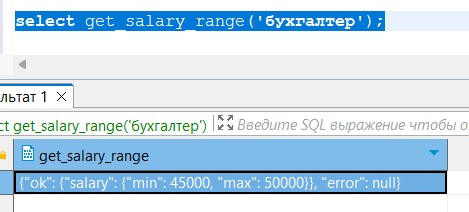 select get_salary_range('бухгалтер');
льтат 1 ×
ct get_salary_range('бухгалтер') Введите SQL выражение чтобы о
get_salary_range
{"ok": {"salary": {"min": 45000, "max": 50000}}, "error": null}